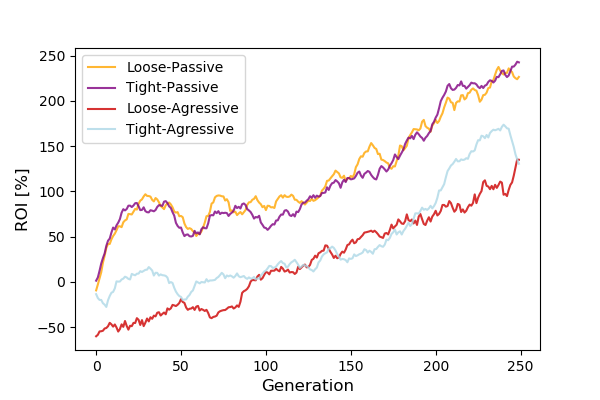 Loose-Passive
Tight-Passive
Loose-Agressive
Tight-Agressive
ROI [%]
250
200
150
100
50
0
−50
0 50 100 150 200 250
Generation